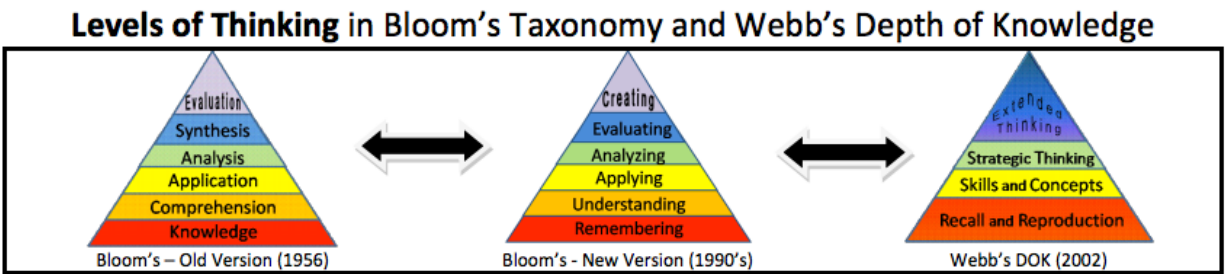 Levels of Thinking in Bloom's Taxonomy and Webb's Depth of Knowledge
Evaluation
Synthesis
Analysis
Application
Comprehension
Knowledge
Bloom's – Old Version (1956)
Creating
Evaluating
Analyzing
Applying
Understanding
Remembering
Bloom's - New Version (1990's)
Extended
Thinking
Strategic Thinking
Skills and Concepts
Recall and Reproduction
Webb's DOK (2002)